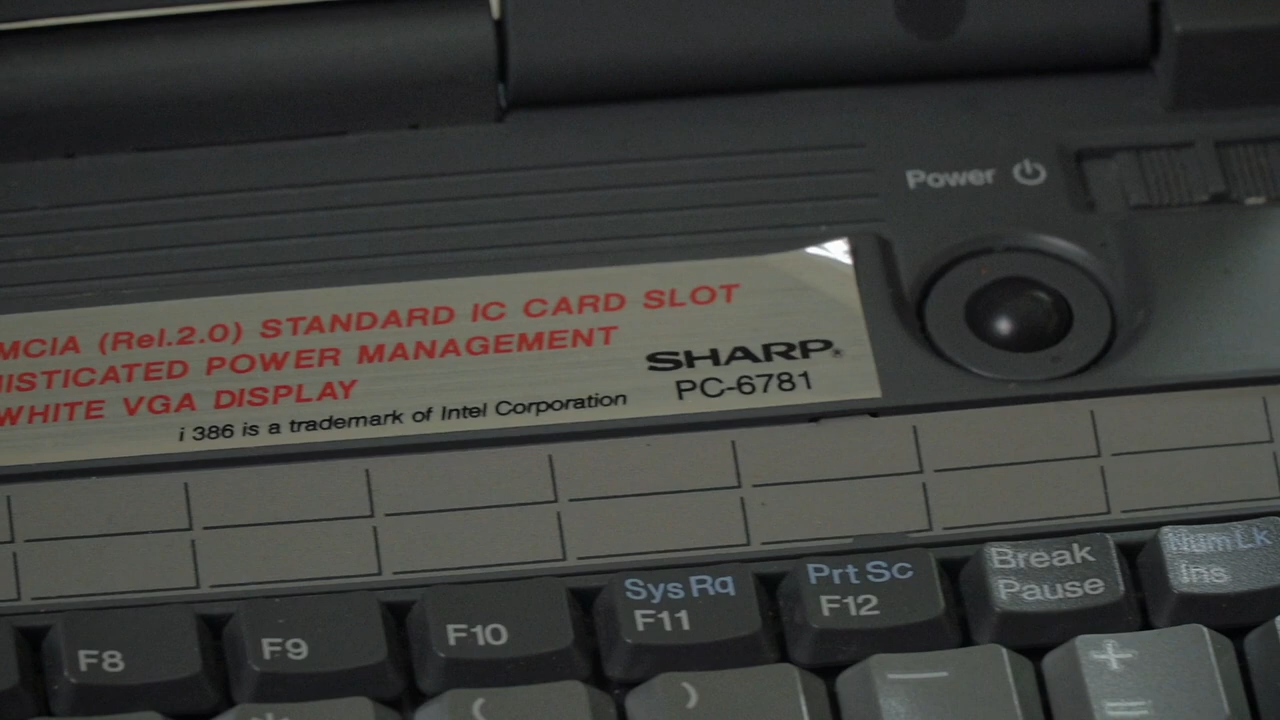 Power
MCIA (Rel.2.0) STANDARD IC CARD SLOT
ISTICATED POWER MANAGEMENT
WHITE VGA DISPLAY
i 386 is a trademark of Intel Corporation
SHARP
PC-6781
F8
F9
F10
Sys Rq
F11
Prt Sc
F12
Break
Pause
Num Lk
Ins
(
)
—
+
=